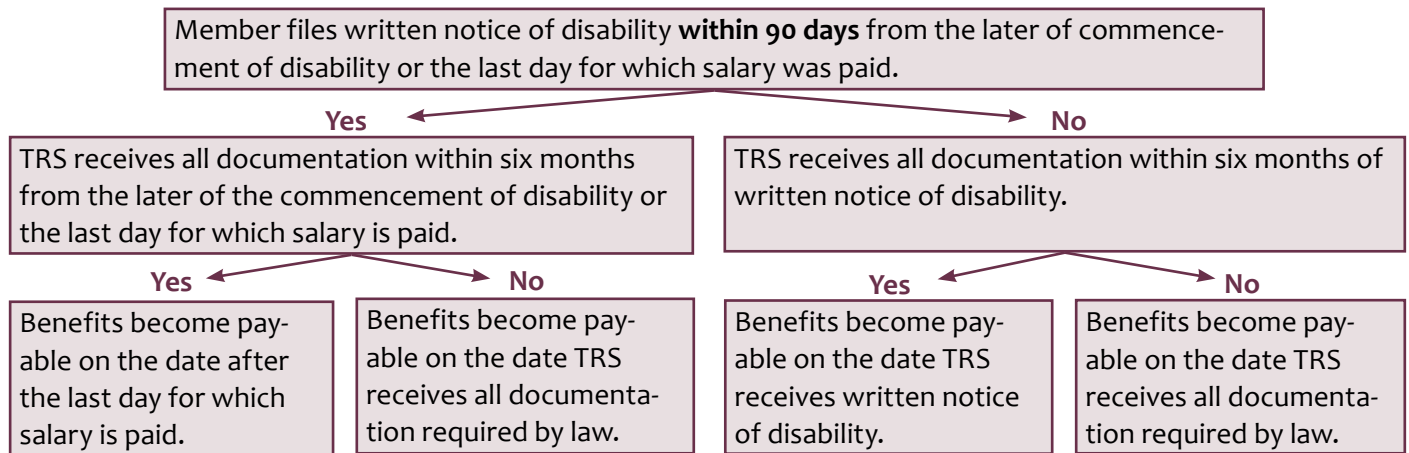 Member files written notice of disability within 90 days from the later of commence-
ment of disability or the last day for which salary was paid.
Yes
No
TRS receives all documentation within six months
from the later of the commencement of disability or
the last day for which salary is paid.
TRS receives all documentation within six months of
written notice of disability.
Yes
No
Yes
No
Benefits become pay-
able on the date after
the last day for which
salary is paid.
Benefits become pay-
able on the date TRS
receives all documenta-
tion required by law.
Benefits become pay-
able on the date TRS
receives written notice
of disability.
Benefits become pay-
able on the date TRS
receives all documenta-
tion required by law.